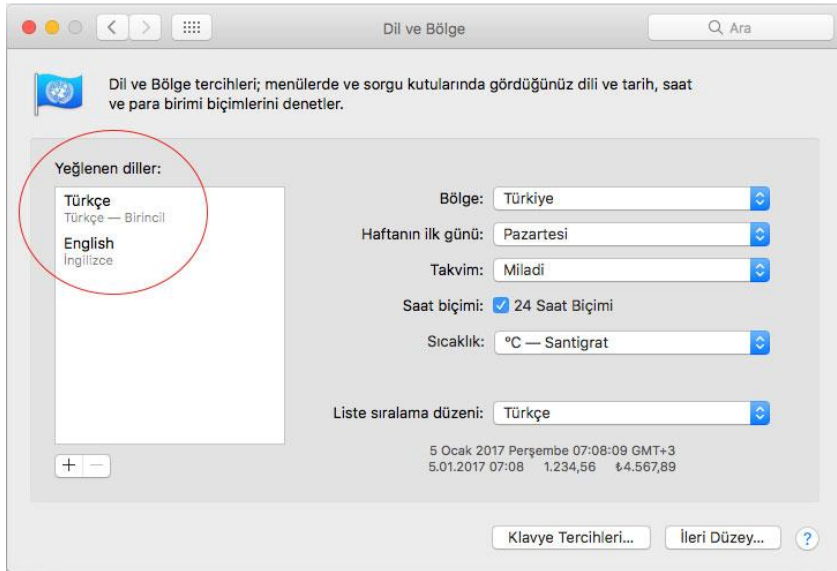 Dil ve Bölge
Ara
Dil ve Bölge tercihleri; menülerde ve sorgu kutularında gördüğünüz dili ve tarih, saat
ve para birimi biçimlerini denetler.
Yeğlenen diller:
Türkçe
Türkçe — Birincil
English
İngilizce
Bölge: Türkiye
Haftanın ilk günü: Pazartesi
Takvim: Miladi
Saat biçimi: 24 Saat Biçimi
Sıcaklık: °C — Santigrat
Liste sıralama düzeni: Türkçe
5 Ocak 2017 Perşembe 07:08:09 GMT+3
5.01.2017 07:08 1.234,56 ₺4.567,89
+ −
Klavye Tercihleri... İleri Düzey... ?